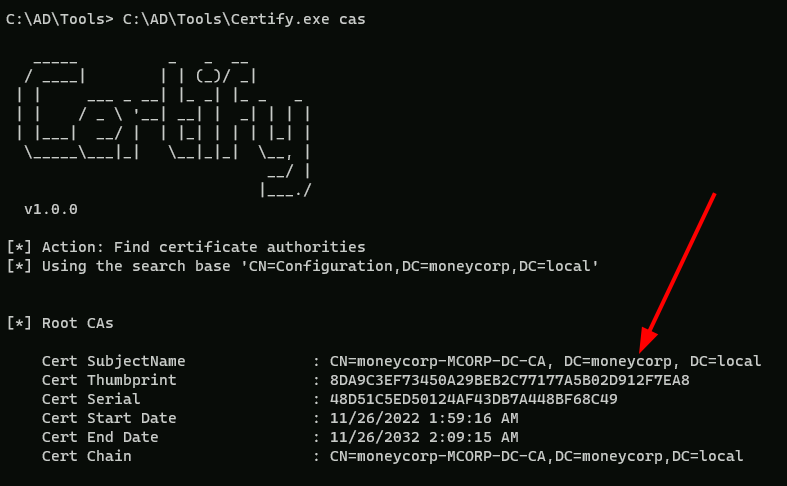 C:\AD\Tools> C:\AD\Tools\Certify.exe cas
v1.0.0
[*] Action: Find certificate authorities
[*] Using the search base 'CN=Configuration,DC=moneycorp,DC=local'
[*] Root CAs
Cert SubjectName : CN=moneycorp-MCORP-DC-CA, DC=moneycorp, DC=local
Cert Thumbprint : 8DA9C3EF73450A29BEB2C77177A5B02D912F7EA8
Cert Serial : 48D51C5ED50124AF43DB7A448BF68C49
Cert Start Date : 11/26/2022 1:59:16 AM
Cert End Date : 11/26/2032 2:09:15 AM
Cert Chain : CN=moneycorp-MCORP-DC-CA,DC=moneycorp,DC=local